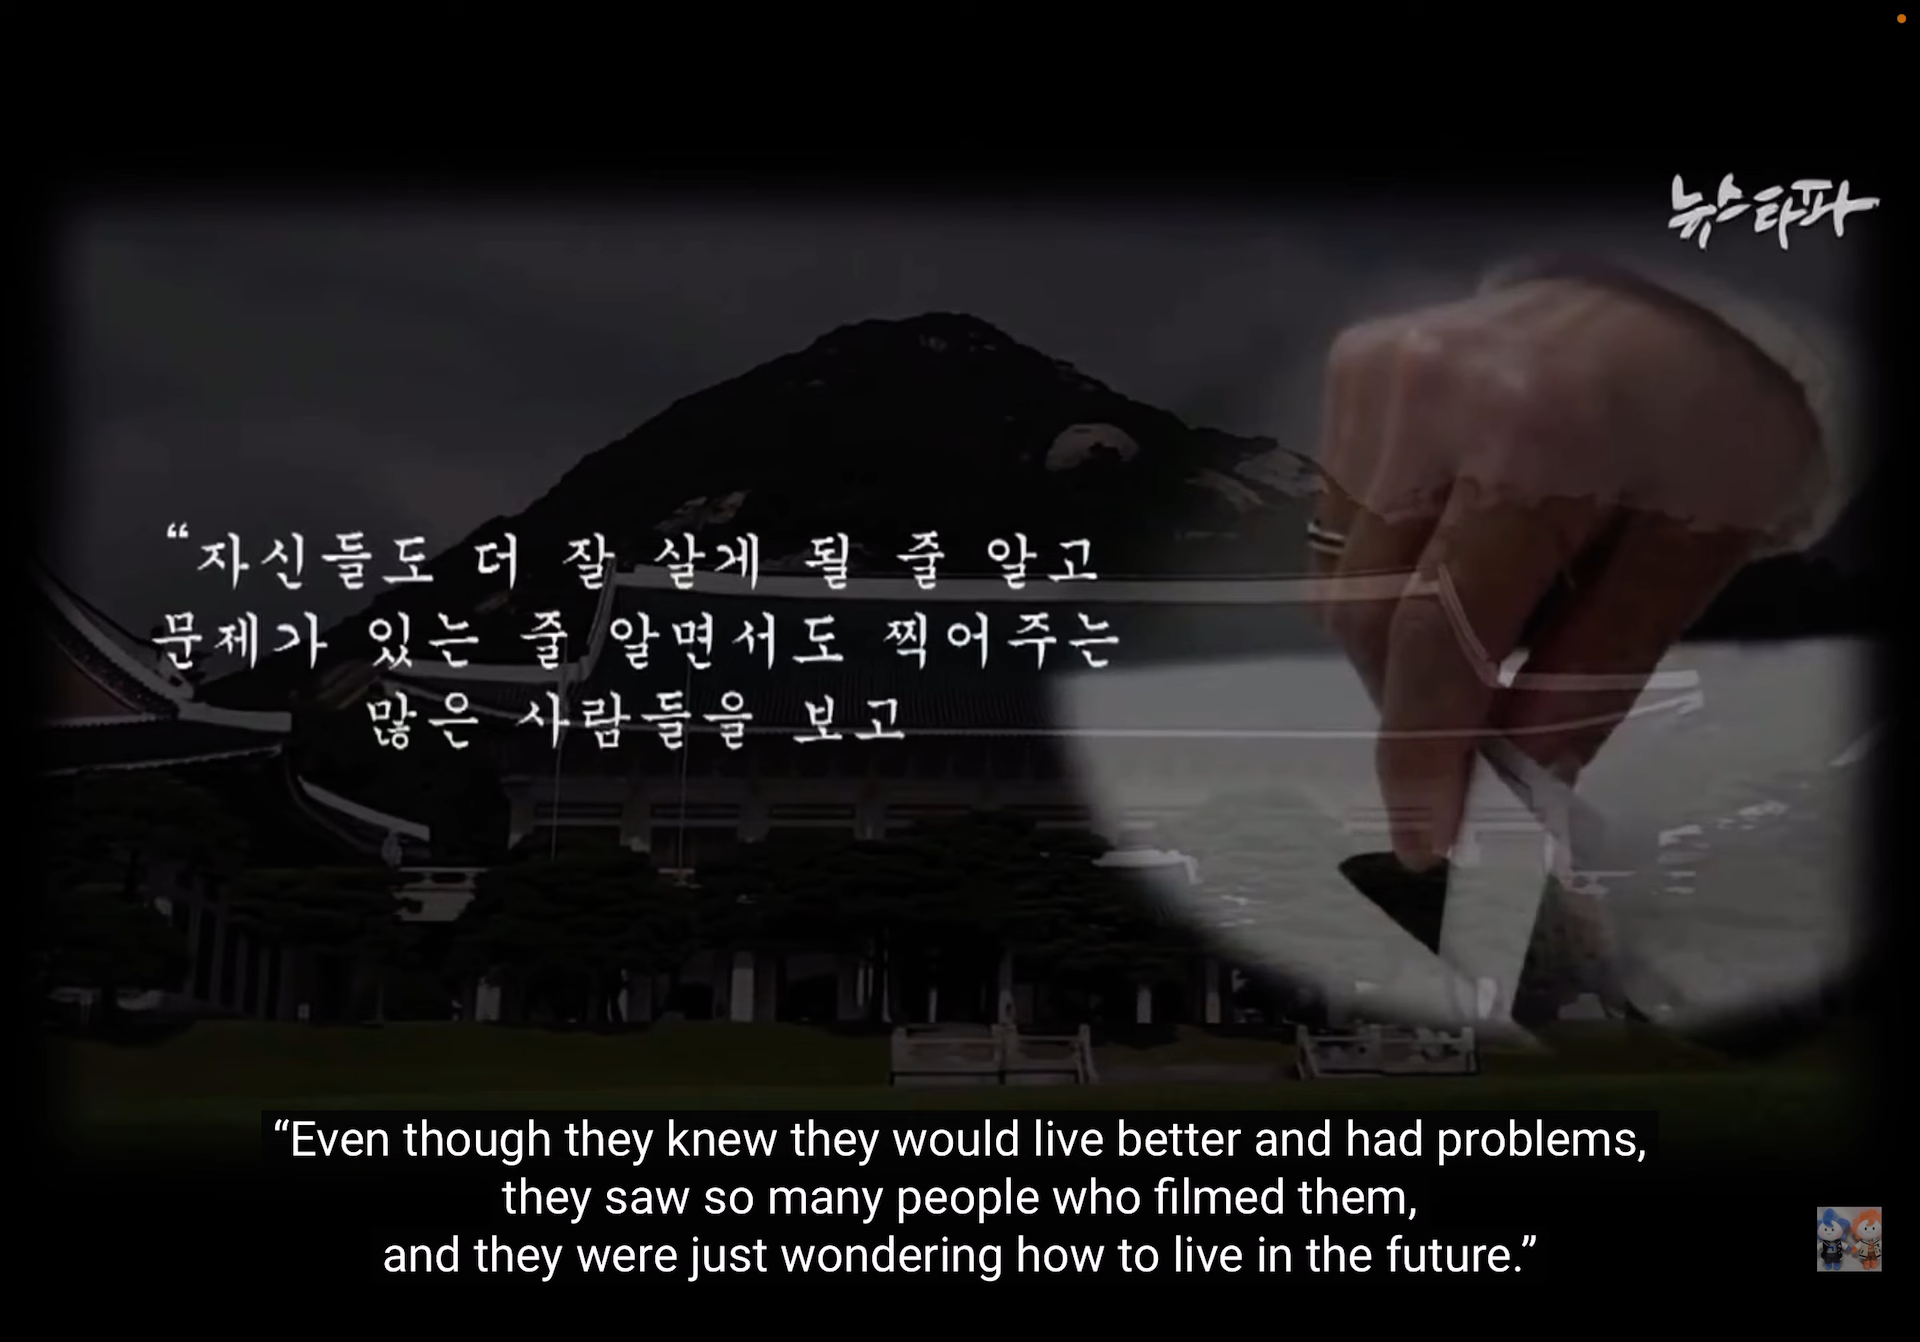 뉴스타파
“자신들도 더 잘 살게 될 줄 알고
문제가 있는 줄 알면서도 찍어주는
많은 사람들을 보고
“Even though they knew they would live better and had problems,
they saw so many people who filmed them,
and they were just wondering how to live in the future.”